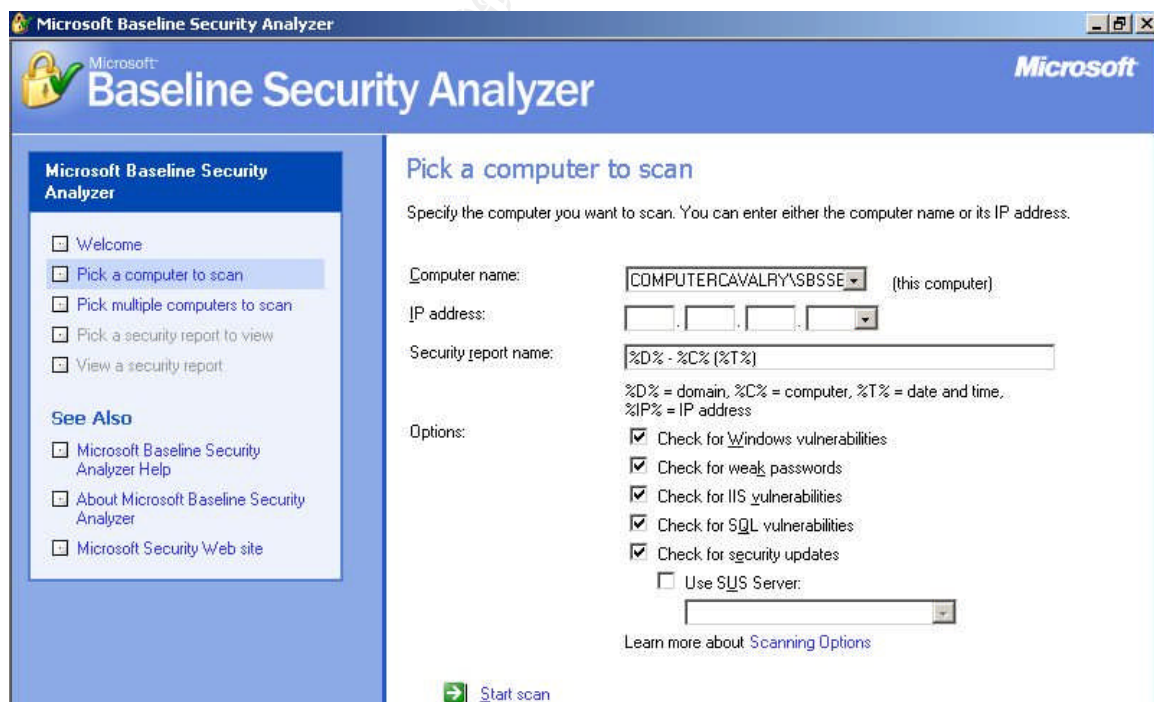 Microsoft Baseline Security Analyzer
Microsoft
Baseline Security Analyzer
Microsoft
Microsoft Baseline Security
Analyzer
Welcome
Pick a computer to scan
Pick multiple computers to scan
Pick a security report to view
View a security report
See Also
Microsoft Baseline Security
Analyzer Help
About Microsoft Baseline Security
Analyzer
Microsoft Security Web site
Pick a computer to scan
Specify the computer you want to scan. You can enter either the computer name or its IP address.
Computer name:
COMPUTERCAVALRY\SBSSE
(this computer)
IP address:
Security report name:
%D% - %C% (%T%)
%D% = domain, %C% = computer, %T% = date and time,
%IP% = IP address
Options:
Check for Windows vulnerabilities
Check for weak passwords
Check for IIS vulnerabilities
Check for SQL vulnerabilities
Check for security updates
Use SUS Server:
Learn more about Scanning Options
Start scan